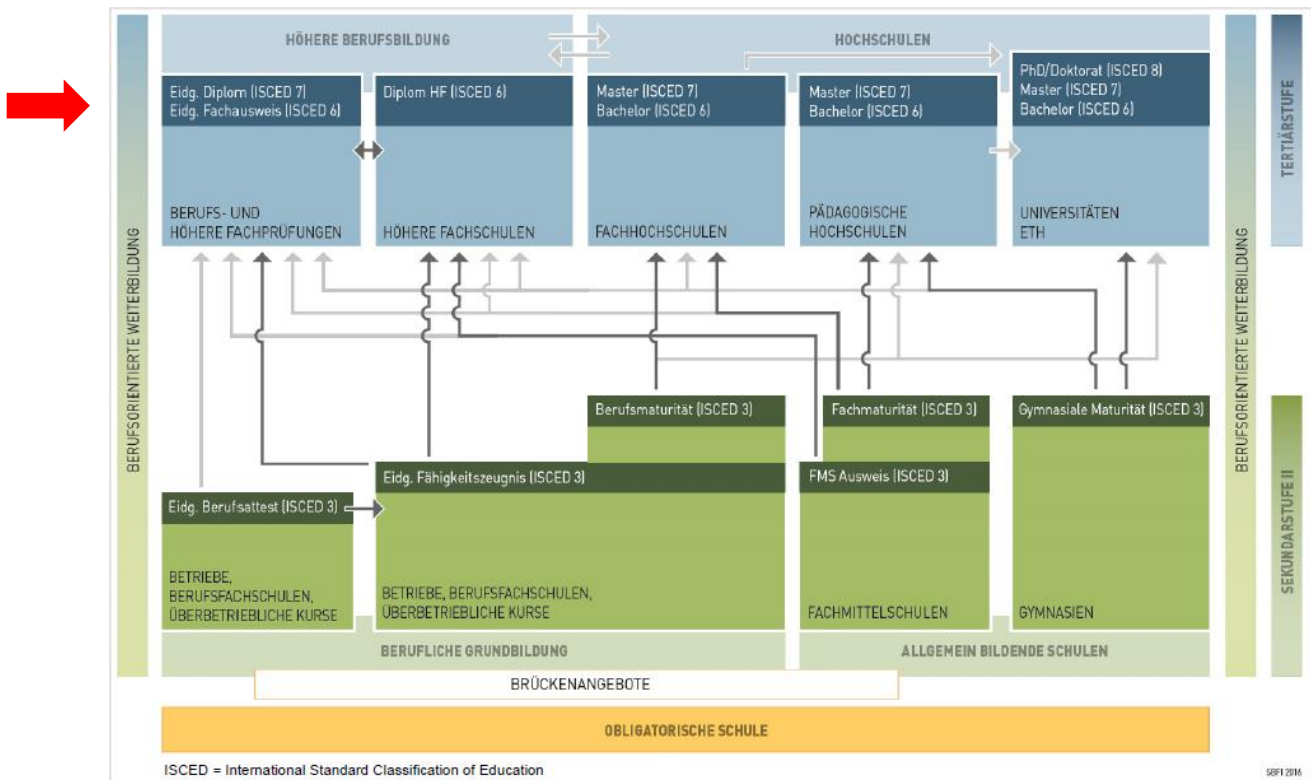 HÖHERE BERUFSBILDUNG
HOCHSCHULEN
Eidg. Diplom (ISCED 7)
Eidg. Fachausweis (ISCED 6)
BERUFS- UND
HÖHERE FACHPRÜFUNGEN
Diplom HF (ISCED 6)
HÖHERE FACHSCHULEN
Master (ISCED 7)
Bachelor (ISCED 6)
FACHHOCHSCHULEN
Master (ISCED 7)
Bachelor (ISCED 6)
PÄDAGOGISCHE
HOCHSCHULEN
PhD/Doktorat (ISCED 8)
Master (ISCED 7)
Bachelor (ISCED 6)
UNIVERSITÄTEN
ETH
TERTIÄRSTUFE
BERUFSORIENTIERTE WEITERBILDUNG
BERUFSORIENTIERTE WEITERBILDUNG
Berufsmaturität (ISCED 3)
Fachmaturität (ISCED 3)
Gymnasiale Maturität (ISCED 3)
Eidg. Fähigkeitszeugnis (ISCED 3)
FMS Ausweis (ISCED 3)
Eidg. Berufsattest (ISCED 3)
BETRIEBE,
BERUFSFACHSCHULEN,
ÜBERBETRIEBLICHE KURSE
BETRIEBE, BERUFSFACHSCHULEN,
ÜBERBETRIEBLICHE KURSE
FACHMITTELSCHULEN
GYMNASIEN
SEKUNDARSTUFE II
BERUFLICHE GRUNDBILDUNG
ALLGEMEIN BILDENDE SCHULEN
BRÜCKENANGEBOTE
OBLIGATORISCHE SCHULE
ISCED = International Standard Classification of Education
SBFI 2016